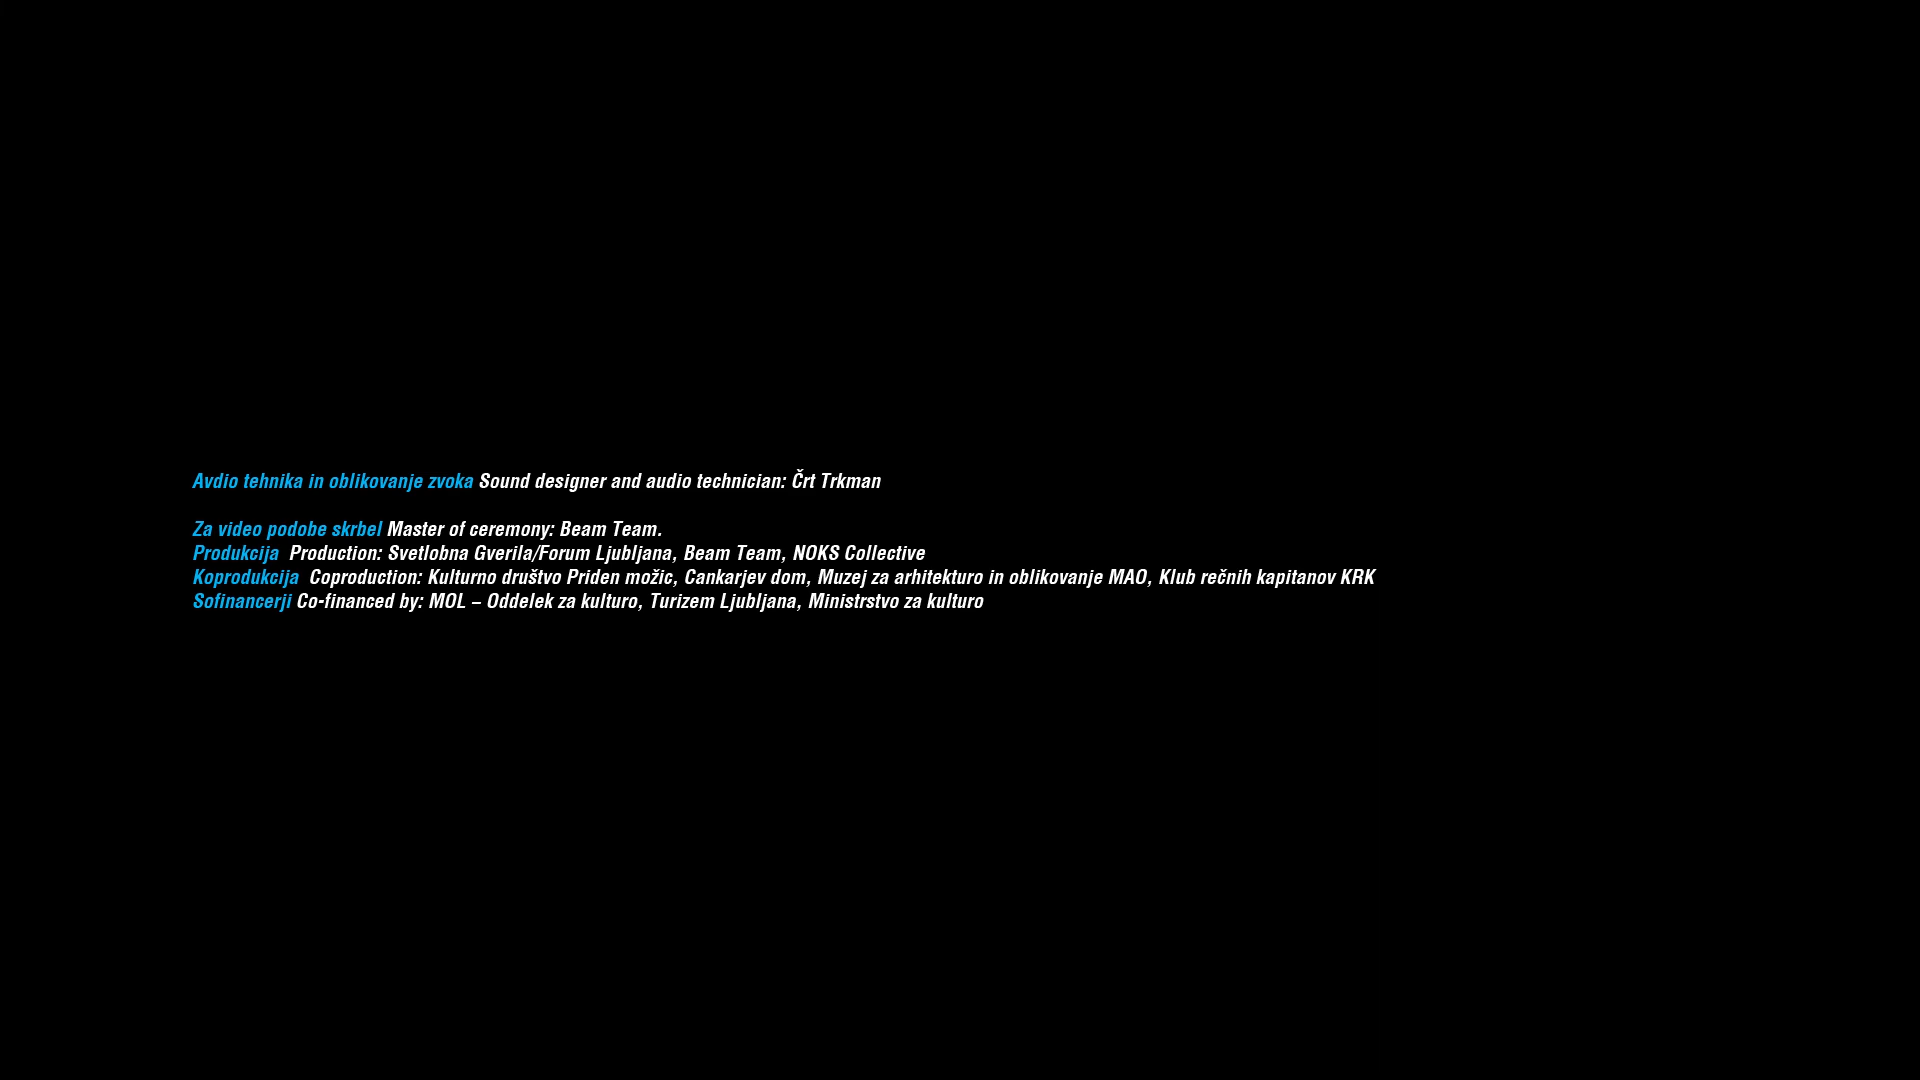 Avdio tehnika in oblikovanje zvoka Sound designer and audio technician: Črt Trkman
Za video podobe skrbel Master of ceremony: Beam Team.
Produkcija  Production: Svetlobna Gverila/Forum Ljubljana, Beam Team, NOKS Collective
Koprodukcija  Coproduction: Kulturno društvo Priden možic, Cankarjev dom, Muzej za arhitekturo in oblikovanje MAO, Klub rečnih kapitanov KRK
Sofinancerji Co-financed by: MOL – Oddelek za kulturo, Turizem Ljubljana, Ministrstvo za kulturo